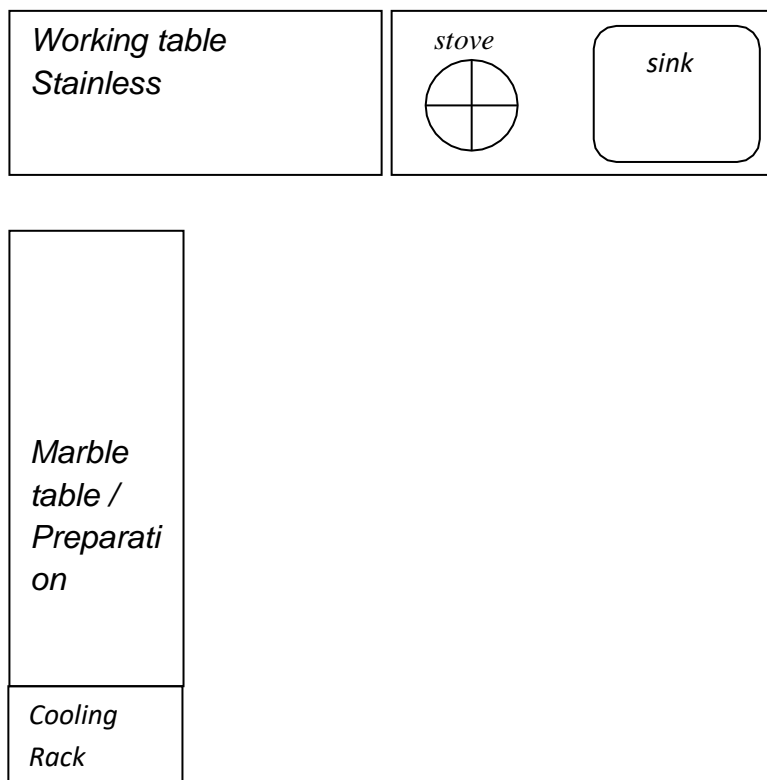 Working table
Stainless
stove
sink
Marble
table /
Preparati
on
Cooling
Rack